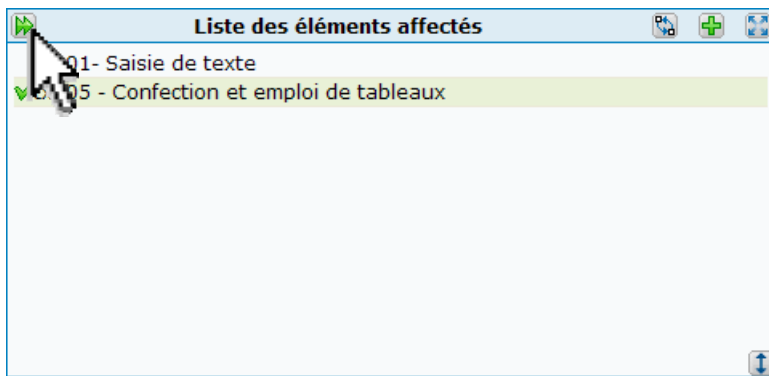 Liste des éléments affectés
01- Saisie de texte
05 - Confection et emploi de tableaux